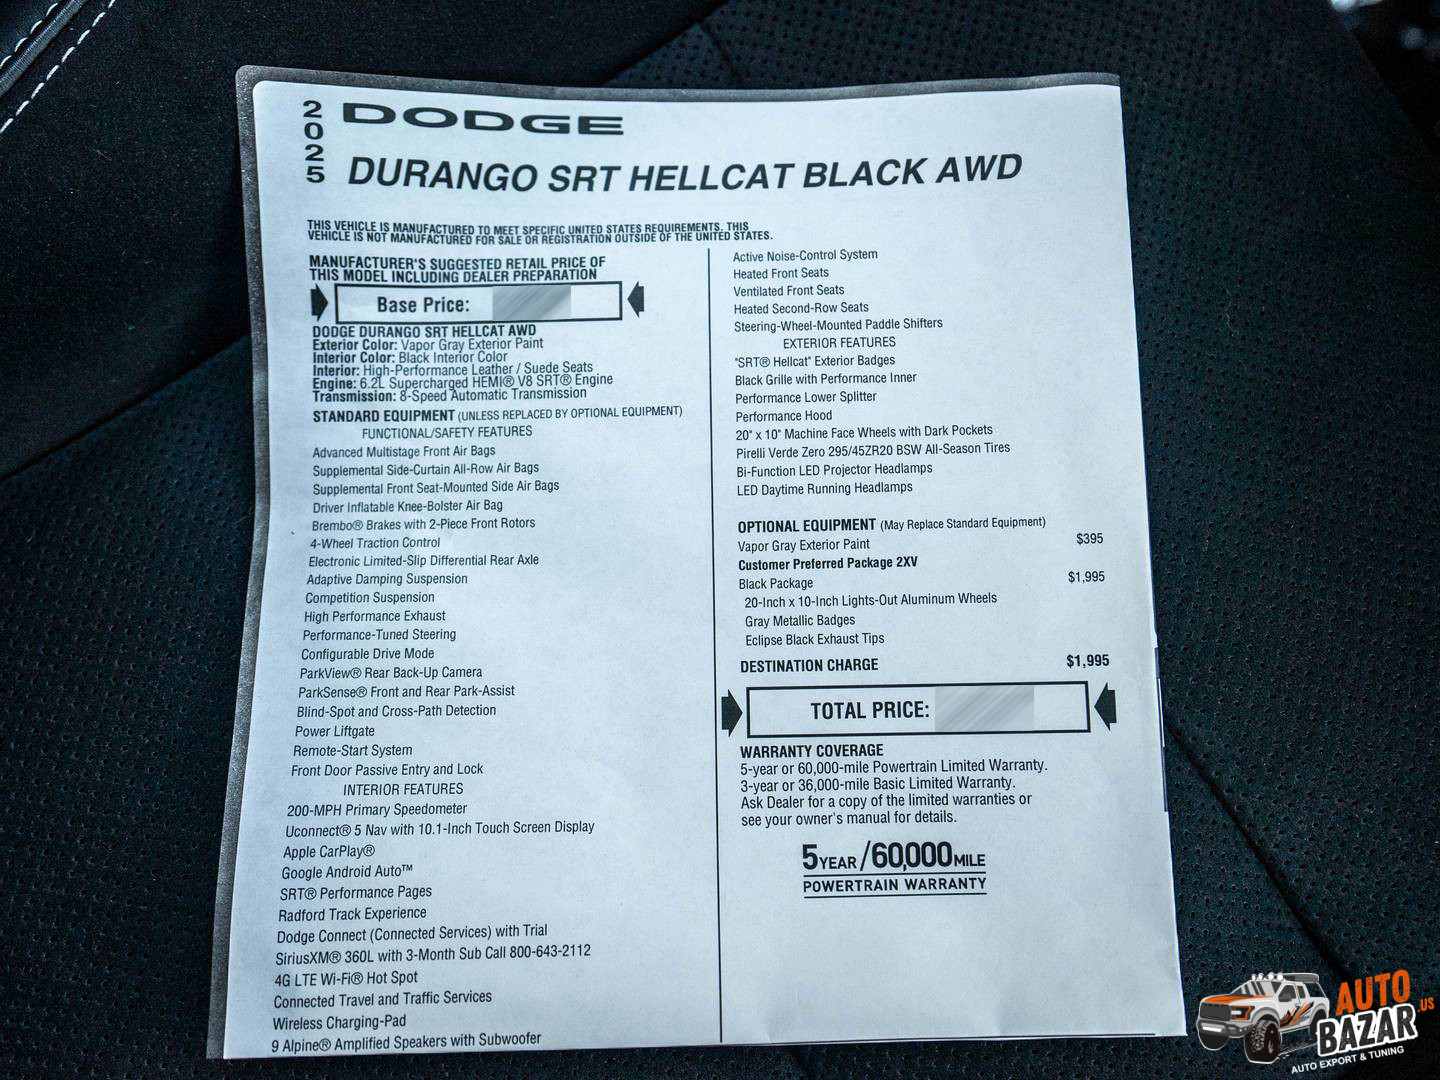 2025
DODGE
DURANGO SRT HELLCAT BLACK AWD
THIS VEHICLE IS MANUFACTURED TO MEET SPECIFIC UNITED STATES REQUIREMENTS. THIS
VEHICLE IS NOT MANUFACTURED FOR SALE OR REGISTRATION OUTSIDE OF THE UNITED STATES.
MANUFACTURER'S SUGGESTED RETAIL PRICE OF
THIS MODEL INCLUDING DEALER PREPARATION
Base Price:
DODGE DURANGO SRT HELLCAT AWD
Exterior Color: Vapor Gray Exterior Paint
Interior Color: Black Interior Color
Interior: High-Performance Leather / Suede Seats
Engine: 6.2L Supercharged HEMI® V8 SRT® Engine
Transmission: 8-Speed Automatic Transmission
STANDARD EQUIPMENT (UNLESS REPLACED BY OPTIONAL EQUIPMENT)
FUNCTIONAL/SAFETY FEATURES
Advanced Multistage Front Air Bags
Supplemental Side-Curtain All-Row Air Bags
Supplemental Front Seat-Mounted Side Air Bags
Driver Inflatable Knee-Bolster Air Bag
Brembo® Brakes with 2-Piece Front Rotors
4-Wheel Traction Control
Electronic Limited-Slip Differential Rear Axle
Adaptive Damping Suspension
Competition Suspension
High Performance Exhaust
Performance-Tuned Steering
Configurable Drive Mode
ParkView® Rear Back-Up Camera
ParkSense® Front and Rear Park-Assist
Blind-Spot and Cross-Path Detection
Power Liftgate
Remote-Start System
Front Door Passive Entry and Lock
INTERIOR FEATURES
200-MPH Primary Speedometer
Uconnect® 5 Nav with 10.1-Inch Touch Screen Display
Apple CarPlay®
Google Android Auto™
SRT® Performance Pages
Radford Track Experience
Dodge Connect (Connected Services) with Trial
SiriusXM® 360L with 3-Month Sub Call 800-643-2112
4G LTE Wi-Fi® Hot Spot
Connected Travel and Traffic Services
Wireless Charging-Pad
9 Alpine® Amplified Speakers with Subwoofer
Active Noise-Control System
Heated Front Seats
Ventilated Front Seats
Heated Second-Row Seats
Steering-Wheel-Mounted Paddle Shifters
EXTERIOR FEATURES
"SRT® Hellcat" Exterior Badges
Black Grille with Performance Inner
Performance Lower Splitter
Performance Hood
20" x 10" Machine Face Wheels with Dark Pockets
Pirelli Verde Zero 295/45ZR20 BSW All-Season Tires
Bi-Function LED Projector Headlamps
LED Daytime Running Headlamps
OPTIONAL EQUIPMENT (May Replace Standard Equipment)
Vapor Gray Exterior Paint $395
Customer Preferred Package 2XV
Black Package $1,995
20-Inch x 10-Inch Lights-Out Aluminum Wheels
Gray Metallic Badges
Eclipse Black Exhaust Tips
DESTINATION CHARGE $1,995
TOTAL PRICE:
WARRANTY COVERAGE
5-year or 60,000-mile Powertrain Limited Warranty.
3-year or 36,000-mile Basic Limited Warranty.
Ask Dealer for a copy of the limited warranties or
see your owner's manual for details.
5 YEAR / 60,000 MILE
POWERTRAIN WARRANTY
AUTO
BAZAR.US
AUTO EXPORT & TUNING